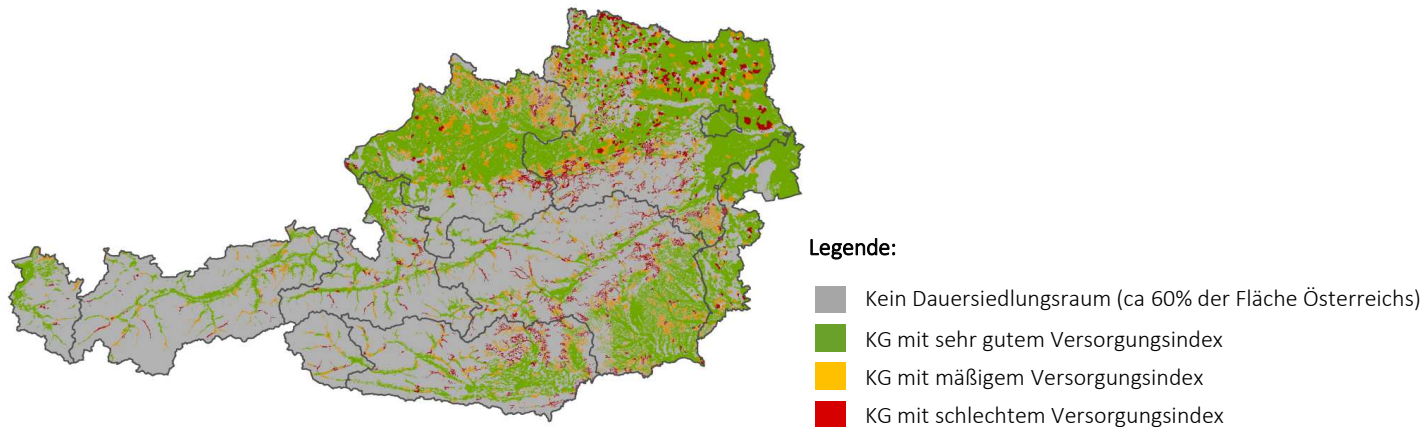 Legende:
Kein Dauersiedlungsraum (ca 60% der Fläche Österreichs)
KG mit sehr gutem Versorgungsindex
KG mit mäßigem Versorgungsindex
KG mit schlechtem Versorgungsindex